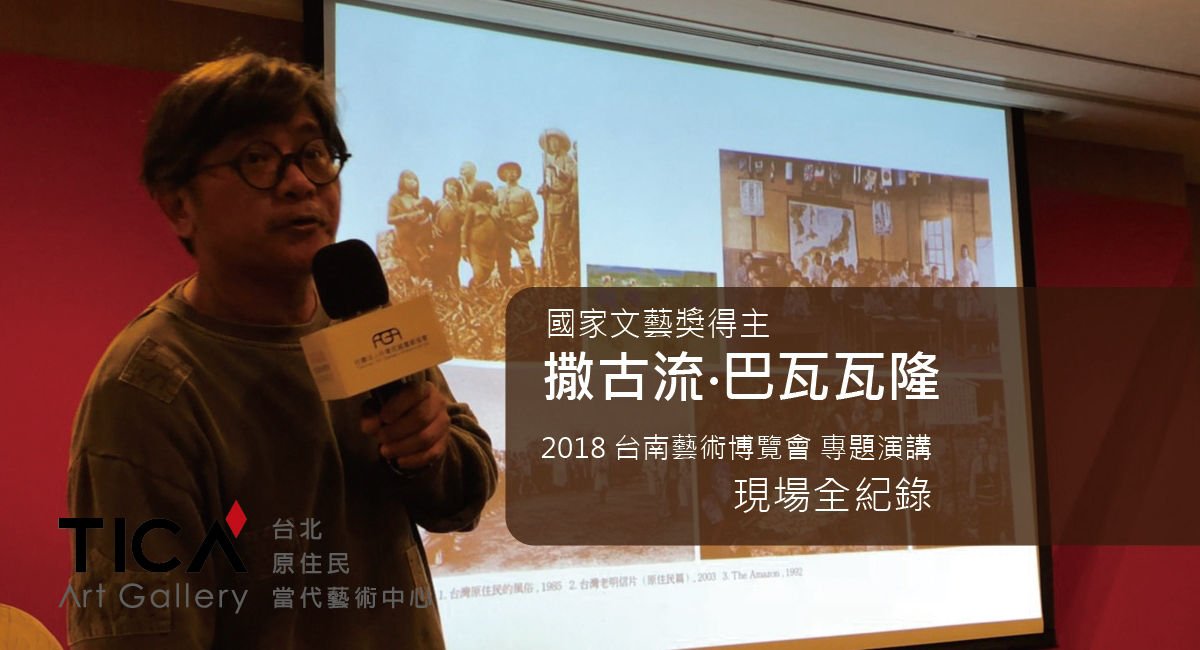 國家文藝獎得主
撒古流·巴瓦瓦隆
2018 台南藝術博覽會 專題演講
現場全紀錄
AGA
TICA
Art Gallery
台北
原住民
當代藝術中心
1. 台灣原住民的風俗 , 1985 2. 台灣老明信片（原住民篇）, 2003 3. The Amazon , 1992